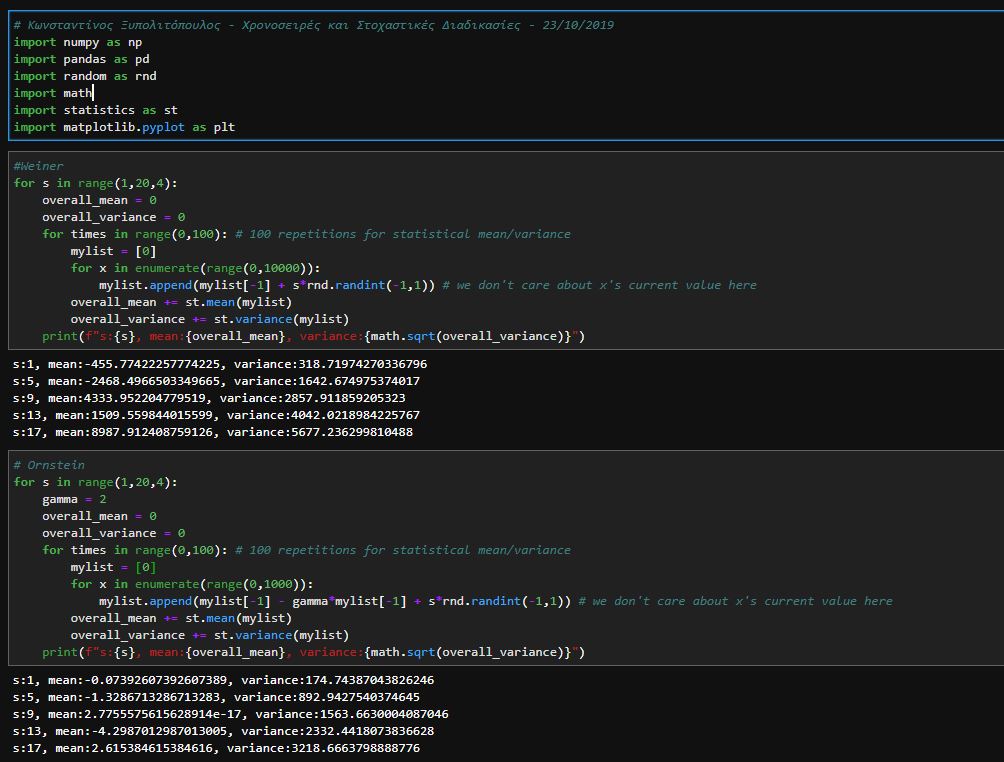 # Κωνσταντίνος Ξυπολιτόπουλος - Χρονοσειρές και Στοχαστικές Διαδικασίες - 23/10/2019
import numpy as np
import pandas as pd
import random as rnd
import math
import statistics as st
import matplotlib.pyplot as plt
#Weiner
for s in range(1,20,4):
    overall_mean = 0
    overall_variance = 0
    for times in range(0,100): # 100 repetitions for statistical mean/variance
        mylist = [0]
        for x in enumerate(range(0,10000)):
            mylist.append(mylist[-1] + s*rnd.randint(-1,1)) # we don't care about x's current value here
        overall_mean += st.mean(mylist)
        overall_variance += st.variance(mylist)
    print(f"s:{s}, mean:{overall_mean}, variance:{math.sqrt(overall_variance)}")
s:1, mean:-455.77422257774225, variance:318.71974270336796
s:5, mean:-2468.4966503349665, variance:1642.674975374017
s:9, mean:4333.952204779519, variance:2857.911859205323
s:13, mean:1509.559844015599, variance:4042.0218984225767
s:17, mean:8987.912408759126, variance:5677.236299810488
# Ornstein
for s in range(1,20,4):
    gamma = 2
    overall_mean = 0
    overall_variance = 0
    for times in range(0,100): # 100 repetitions for statistical mean/variance
        mylist = [0]
        for x in enumerate(range(0,1000)):
            mylist.append(mylist[-1] - gamma*mylist[-1] + s*rnd.randint(-1,1)) # we don't care about x's current value here
        overall_mean += st.mean(mylist)
        overall_variance += st.variance(mylist)
    print(f"s:{s}, mean:{overall_mean}, variance:{math.sqrt(overall_variance)}")
s:1, mean:-0.07392607392607389, variance:174.74387043826246
s:5, mean:-1.3286713286713283, variance:892.9427540374645
s:9, mean:2.7755575615628914e-17, variance:1563.6630004087046
s:13, mean:-4.2987012987013005, variance:2332.4418073836628
s:17, mean:2.615384615384616, variance:3218.6663798888776